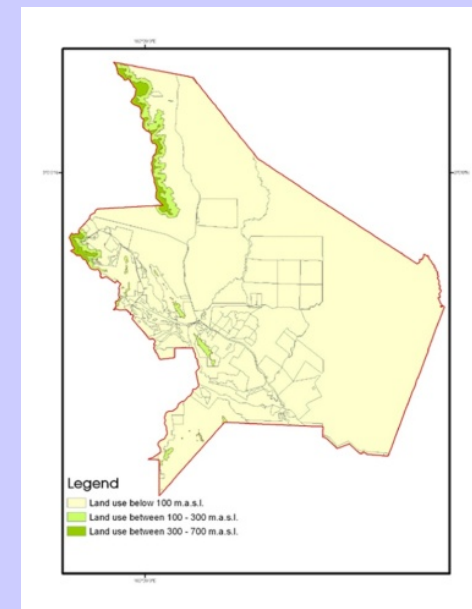 Legend
Land use below 100 m.a.s.l.
Land use between 100 - 300 m.a.s.l.
Land use between 300 - 700 m.a.s.l.